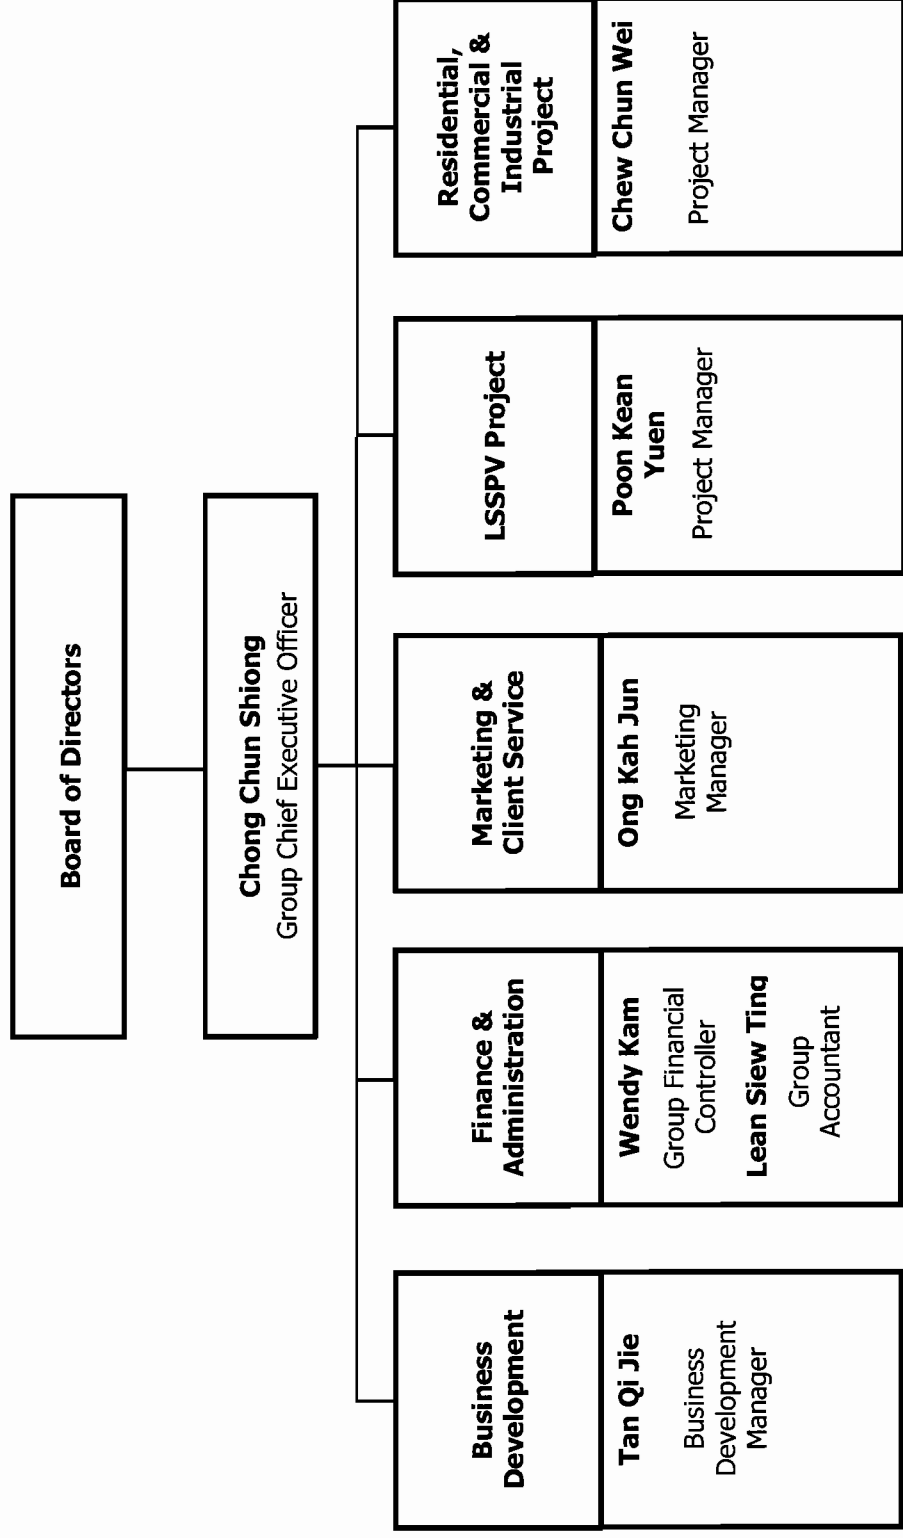 Board of Directors
Chong Chun Shiong
Group Chief Executive Officer
Business
Development
Tan Qi Jie
Business
Development
Manager
Finance &
Administration
Wendy Kam
Group Financial
Controller
Lean Siew Ting
Group
Accountant
Marketing &
Client Service
Ong Kah Jun
Marketing
Manager
LSSPV Project
Poon Kean
Yuen
Project Manager
Residential,
Commercial &
Industrial
Project
Chew Chun Wei
Project Manager